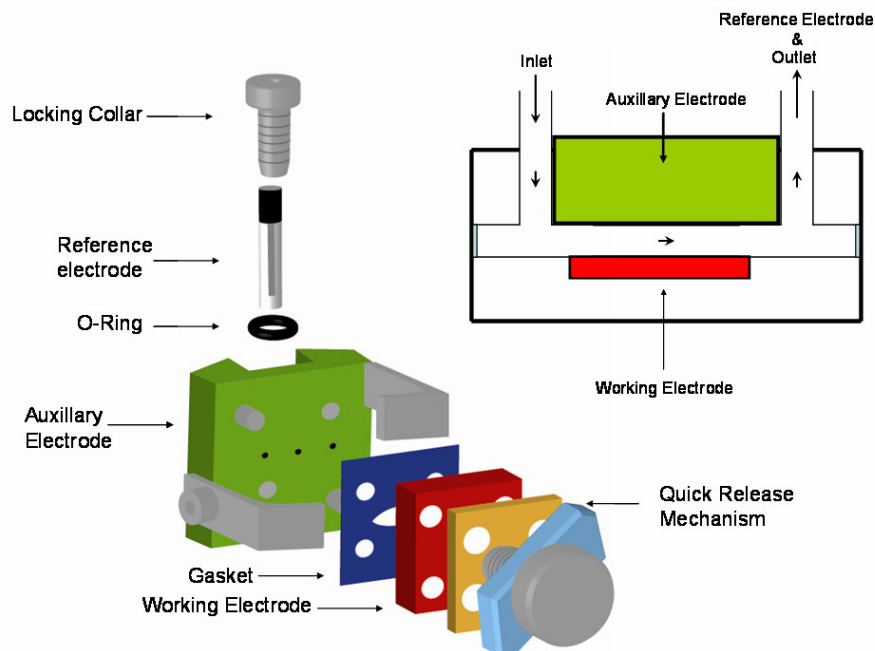 Locking Collar
Reference
electrode
O-Ring
Auxillary
Electrode
Gasket
Working Electrode
Quick Release
Mechanism
Reference Electrode
&
Outlet
Inlet
Auxillary Electrode
Working Electrode